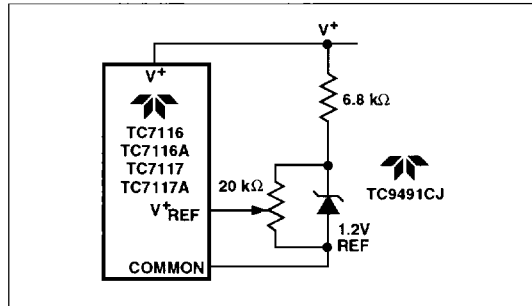 V+
V+
6.8 kΩ
TC7116
TC7116A
TC7117
TC7117A
20 kΩ
TC9491CJ
V+REF
1.2V
REF
COMMON